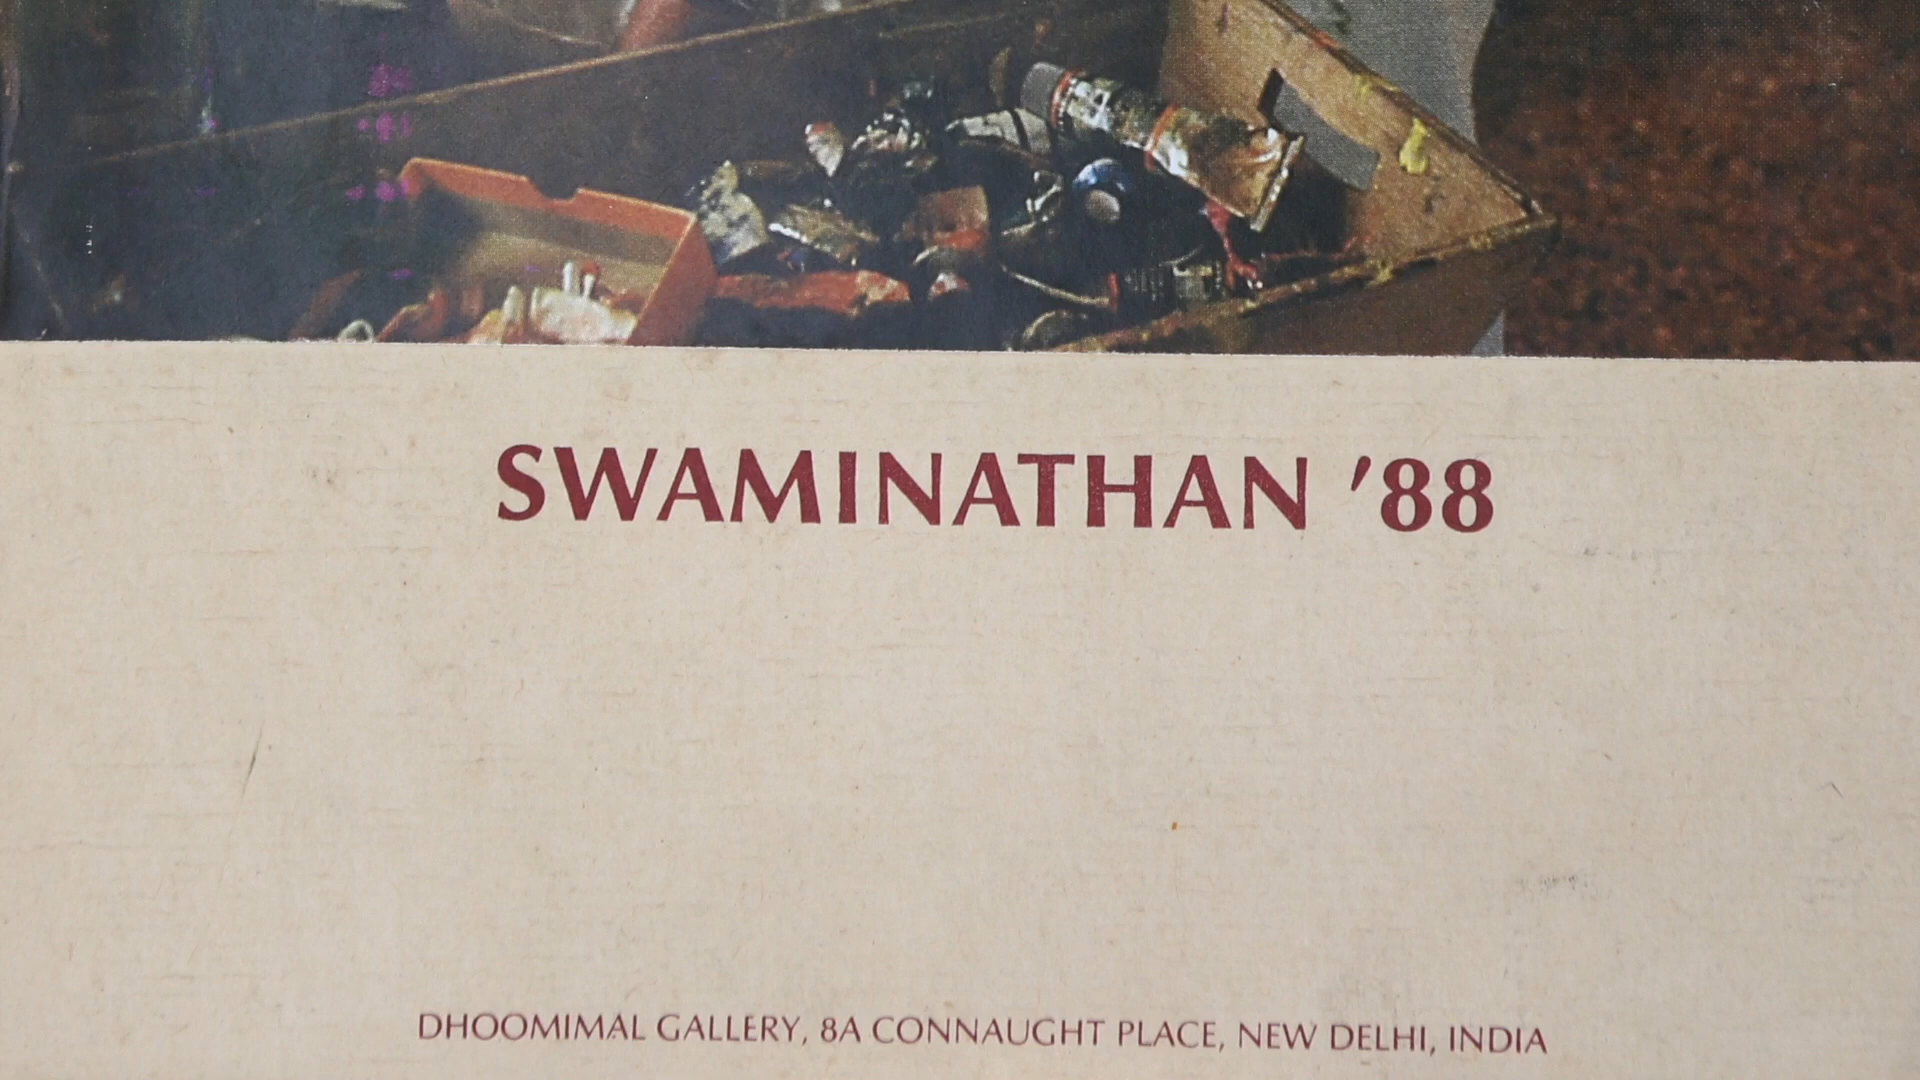 SWAMINATHAN '88
DHOOMIMAL GALLERY, 8A CONNAUGHT PLACE, NEW DELHI, INDIA